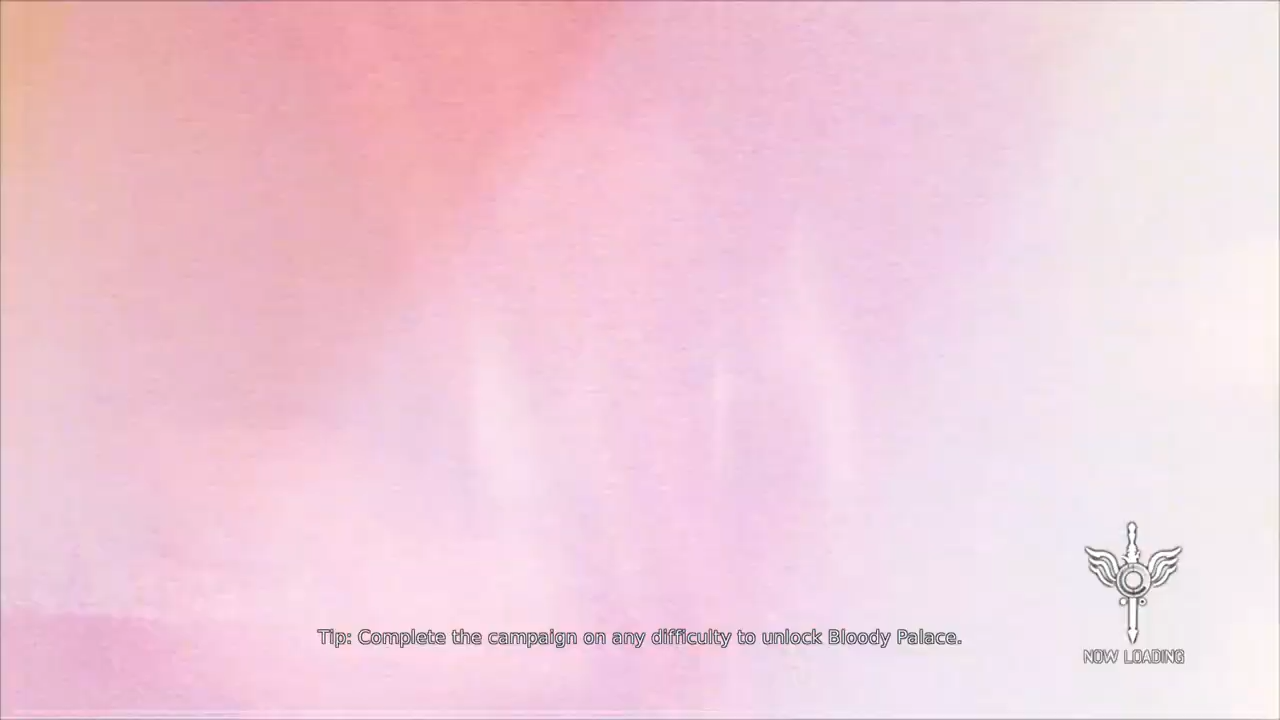 Tip: Complete the campaign on any difficulty to unlock Bloody Palace.
NOW LOADING